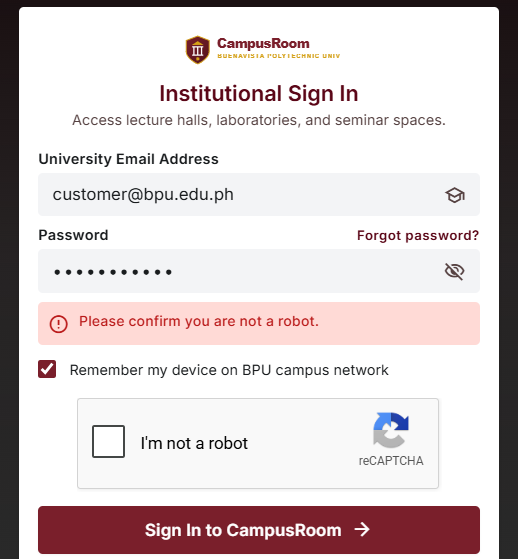 CampusRoom
BUENAVISTA POLYTECHNIC UNIV
Institutional Sign In
Access lecture halls, laboratories, and seminar spaces.
University Email Address
customer@bpu.edu.ph
Password Forgot password?
•••••••••••
Please confirm you are not a robot.
Remember my device on BPU campus network
I'm not a robot
reCAPTCHA
Sign In to CampusRoom →